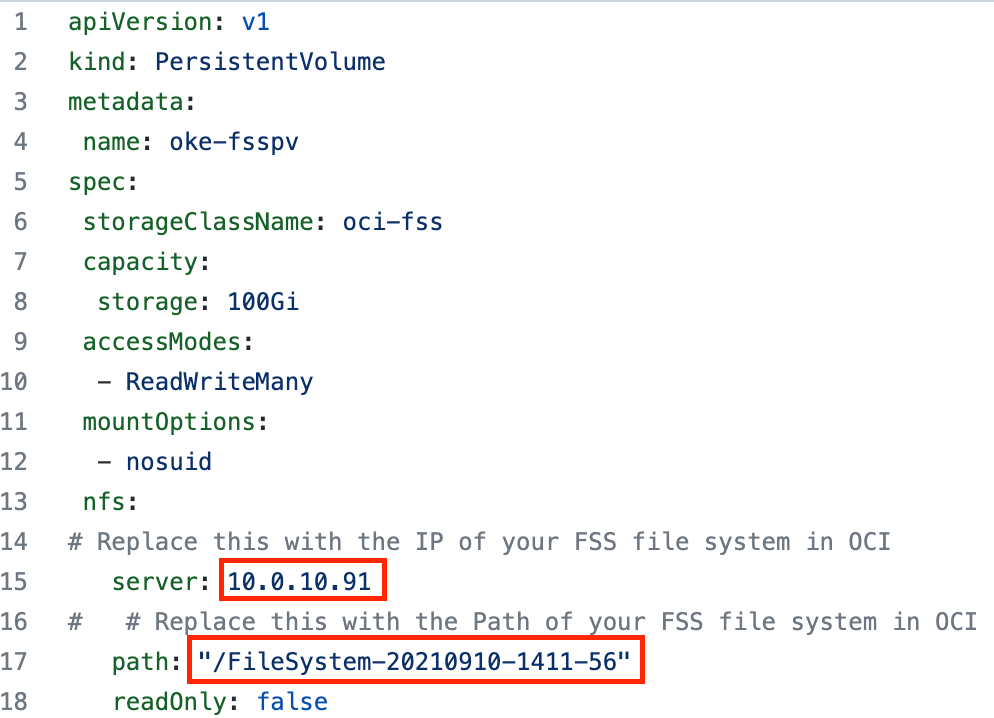 1 apiVersion: v1
2 kind: PersistentVolume
3 metadata:
4  name: oke-fsspv
5 spec:
6  storageClassName: oci-fss
7  capacity:
8   storage: 100Gi
9  accessModes:
10   - ReadWriteMany
11  mountOptions:
12   - nosuid
13  nfs:
14 # Replace this with the IP of your FSS file system in OCI
15    server: 10.0.10.91
16 #   # Replace this with the Path of your FSS file system in OCI
17    path: "/FileSystem-20210910-1411-56"
18    readOnly: false